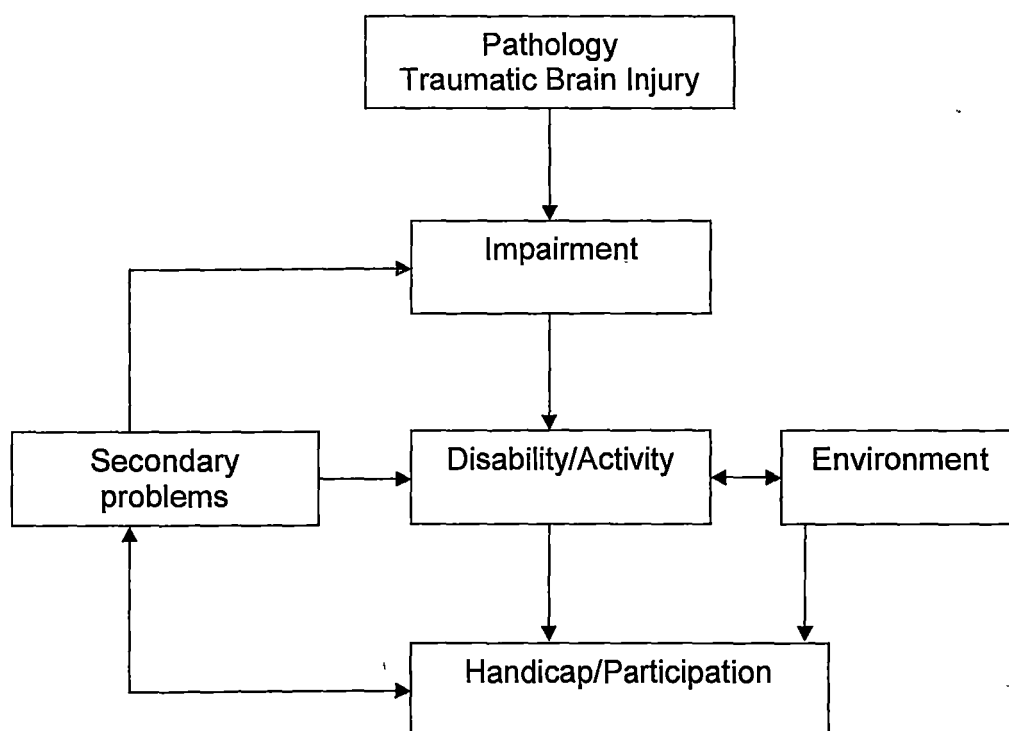 Pathology
Traumatic Brain Injury
Impairment
Secondary
problems
Disability/Activity
Environment
Handicap/Participation